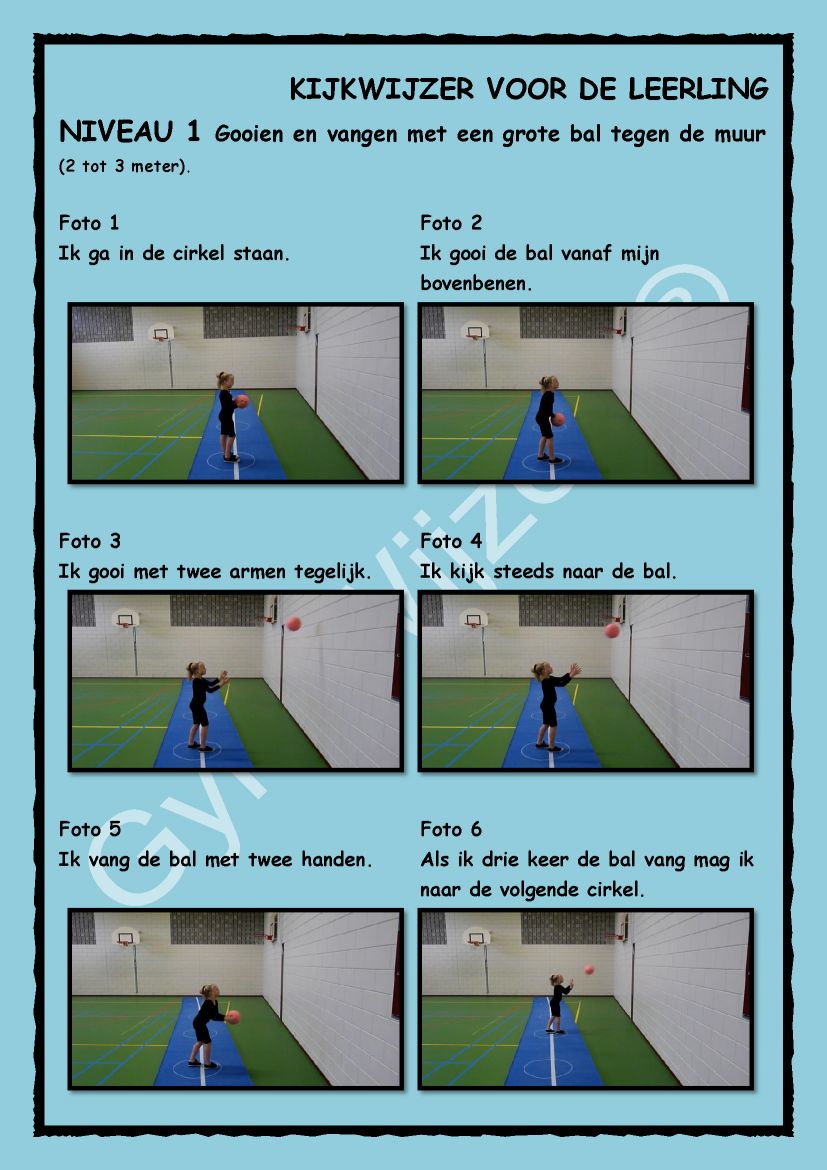 KIJKWIJZER VOOR DE LEERLING
NIVEAU 1 Gooien en vangen met een grote bal tegen de muur
(2 tot 3 meter).
Foto 1
Ik ga in de cirkel staan.
Foto 2
Ik gooi de bal vanaf mijn
bovenbenen.
Foto 3
Ik gooi met twee armen tegelijk.
Foto 4
Ik kijk steeds naar de bal.
Foto 5
Ik vang de bal met twee handen.
Foto 6
Als ik drie keer de bal vang mag ik
naar de volgende cirkel.